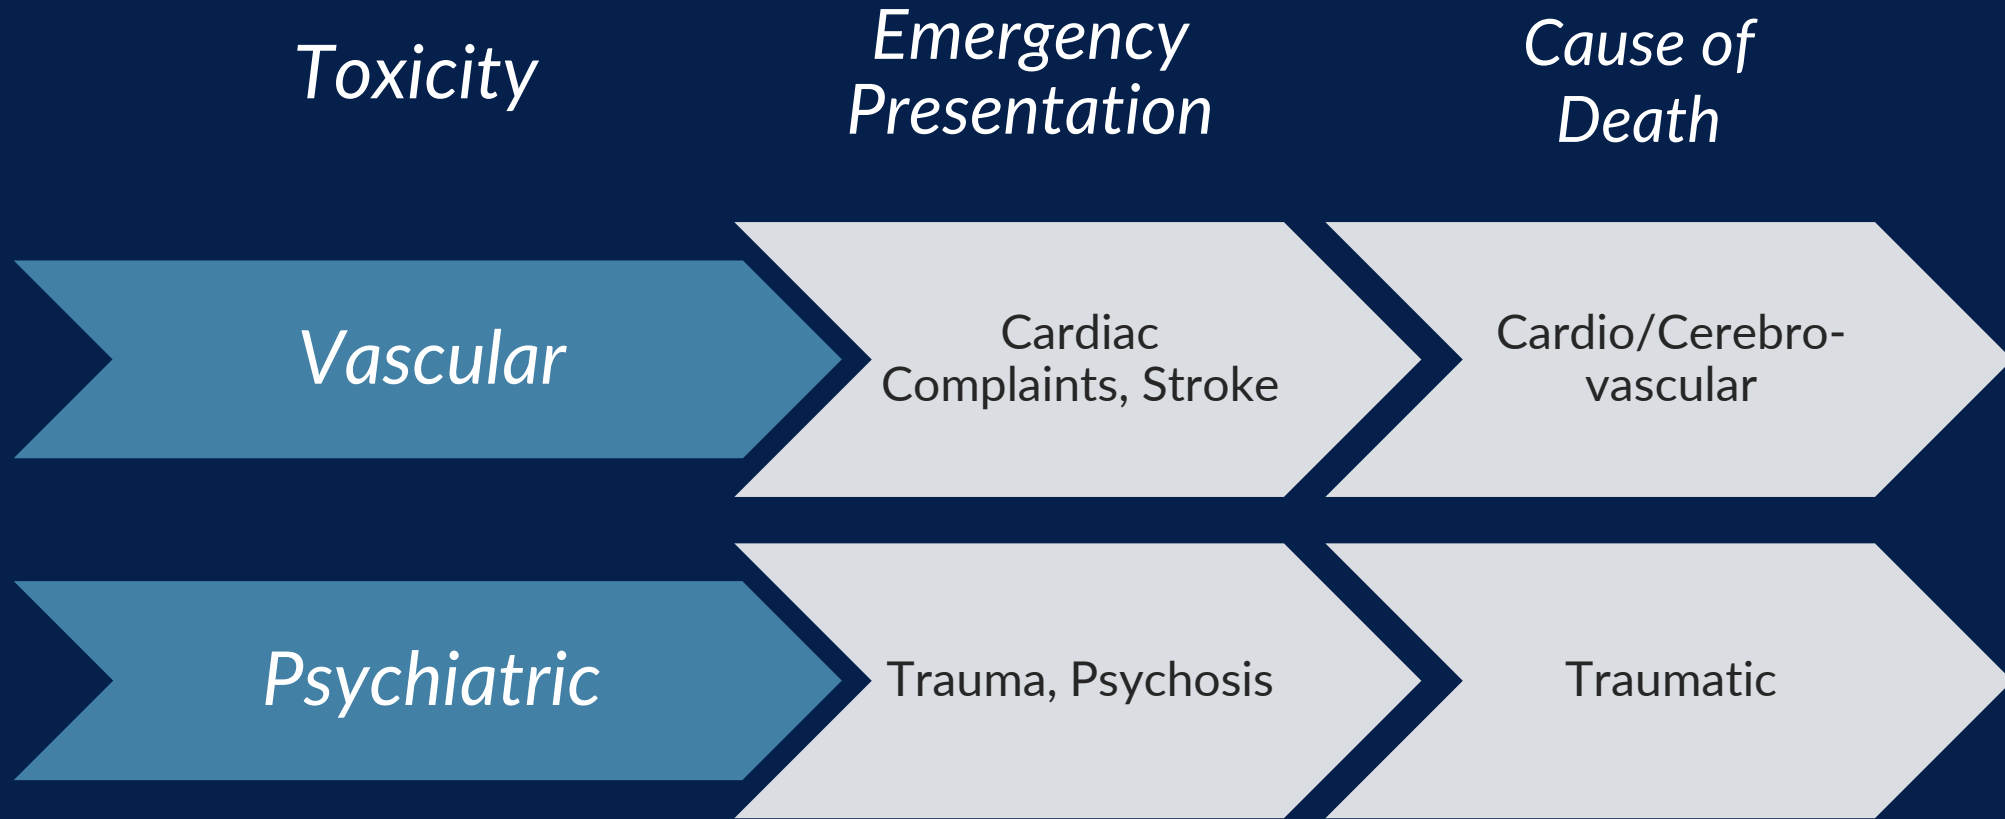 Toxicity
Emergency
Presentation
Cause of
Death
Vascular
Cardiac
Complaints, Stroke
Cardio/Cerebro-
vascular
Psychiatric
Trauma, Psychosis
Traumatic